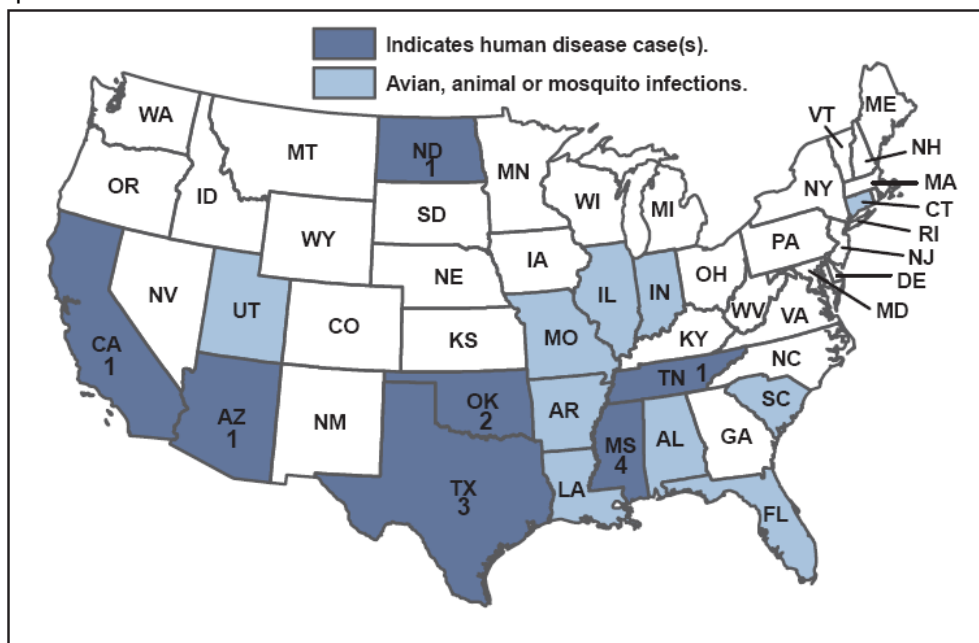 Indicates human disease case(s).
Avian, animal or mosquito infections.
WA
MT
ND
1
MN
ME
VT
NH
OR
ID
SD
WI
MI
NY
MA
CT
RI
WY
IA
PA
NJ
NE
OH
DE
NV
UT
CO
IL
IN
WV
MD
VA
CA
1
KS
MO
KY
NC
TN 1
AZ
1
NM
OK
2
AR
SC
MS
4
AL
GA
TX
3
LA
FL